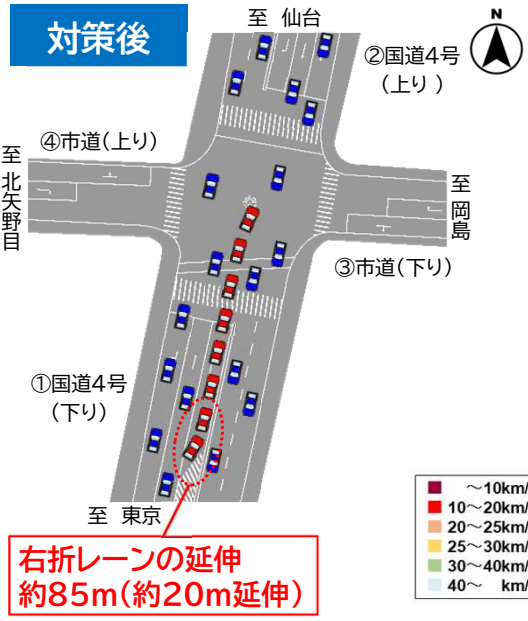 対策後
至 仙台
N
②国道4号
(上り )
④市道(上り)
至 北矢野目
至 岡島
③市道(下り)
①国道4号
(下り)
至 東京
右折レーンの延伸
約85m(約20m延伸)
～10km/
10～20km/
20～25km/
25～30km/
30～40km/
40～ km/